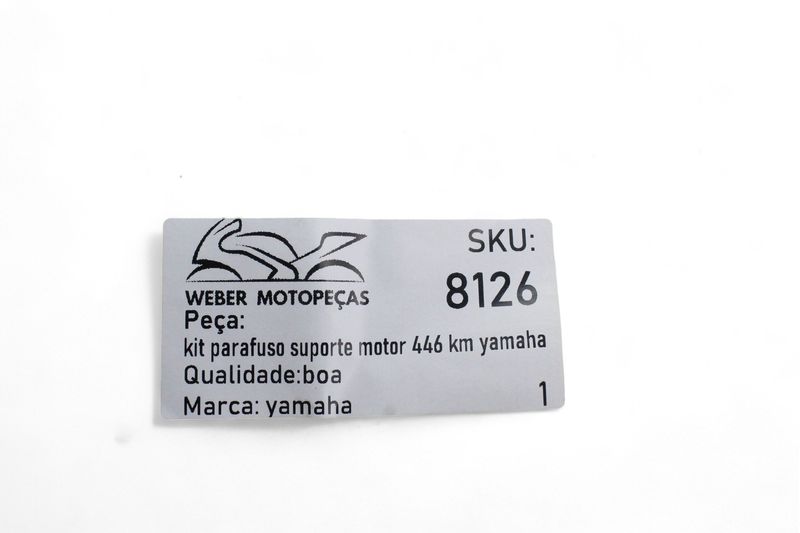 WEBER MOTOPEÇAS
SKU:
8126
Peça:
kit parafuso suporte motor 446 km yamaha
Qualidade:boa
Marca: yamaha
1